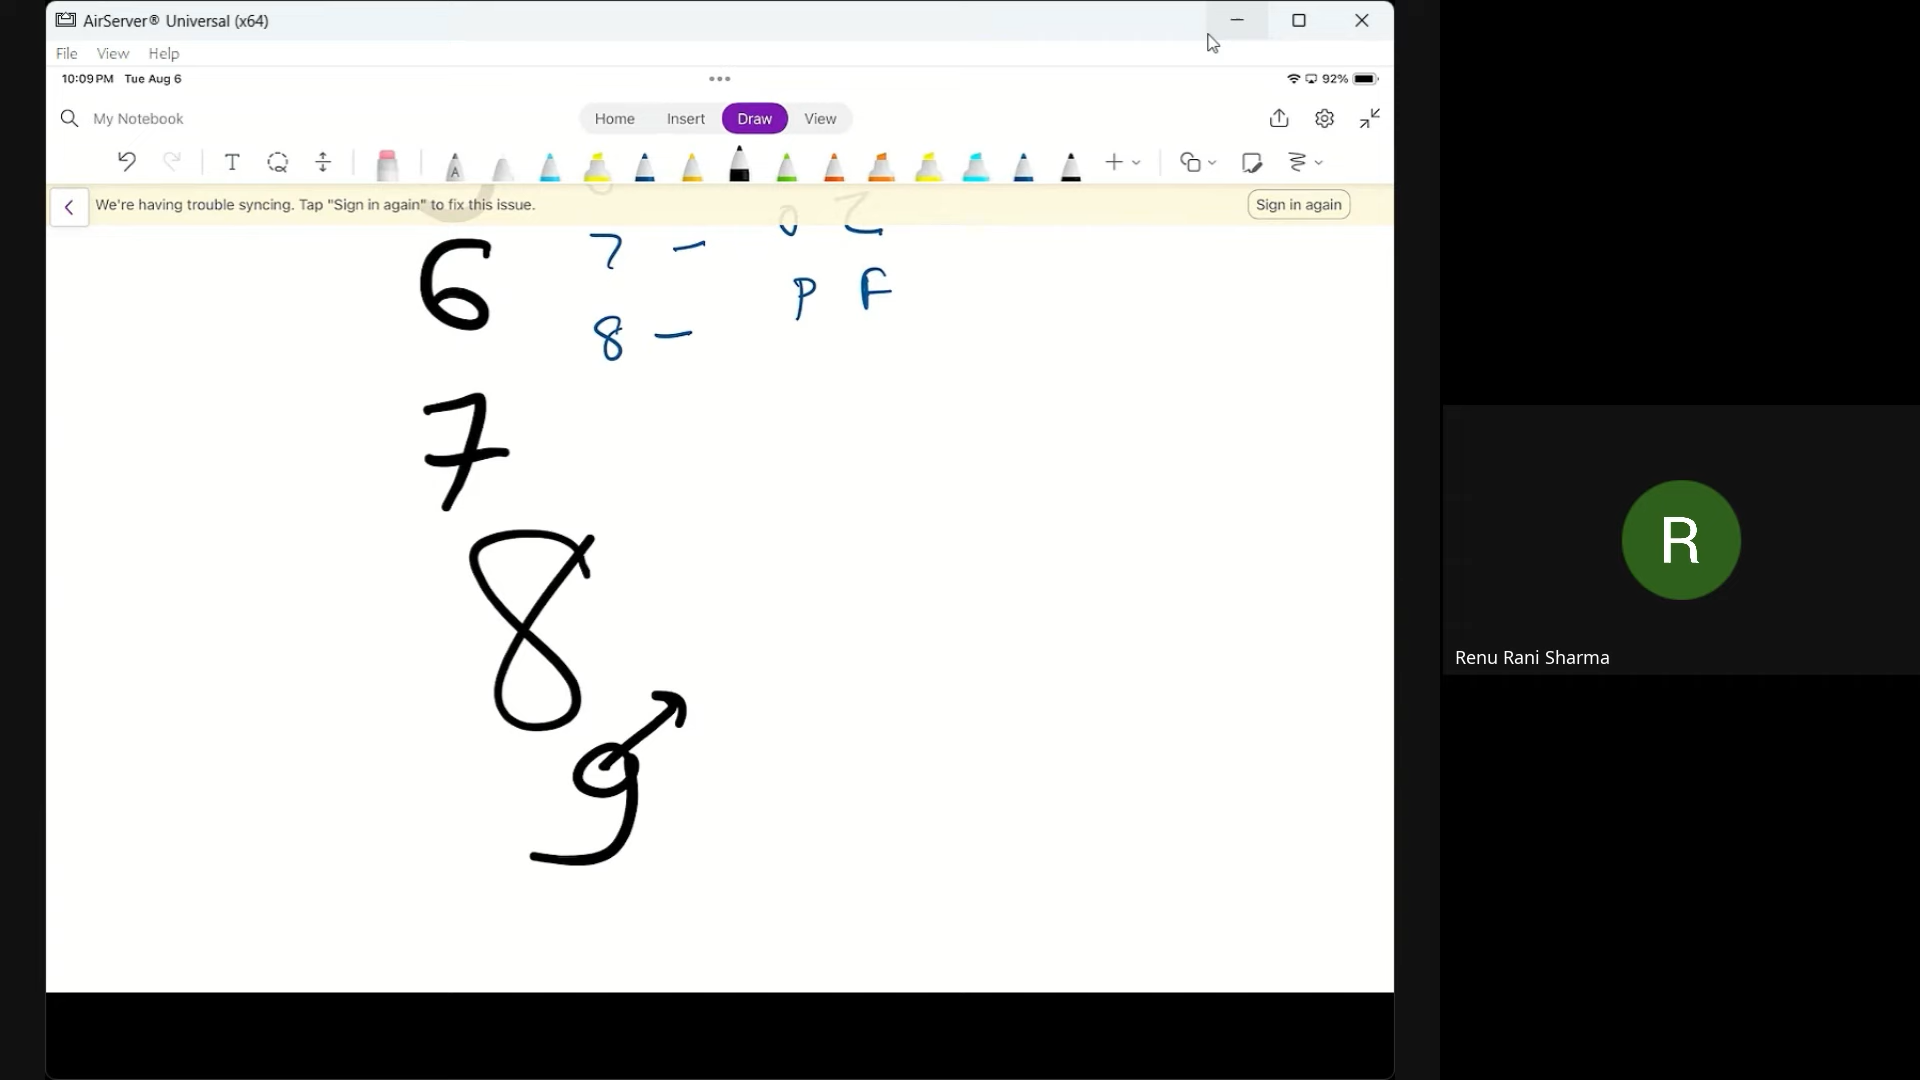 AirServer® Universal (x64)
File View Help
10:09 PM Tue Aug 6 92%
My Notebook Home Insert Draw View
T A
We're having trouble syncing. Tap "Sign in again" to fix this issue. Sign in again
6 7 -
P F
8 -
7
8
9
R
Renu Rani Sharma